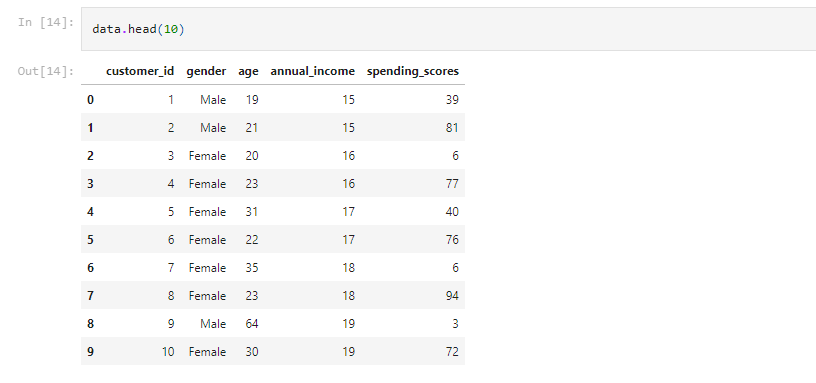 In [14]: data.head(10)
Out[14]: customer_id gender age annual_income spending_scores
0 1 Male 19 15 39
1 2 Male 21 15 81
2 3 Female 20 16 6
3 4 Female 23 16 77
4 5 Female 31 17 40
5 6 Female 22 17 76
6 7 Female 35 18 6
7 8 Female 23 18 94
8 9 Male 64 19 3
9 10 Female 30 19 72